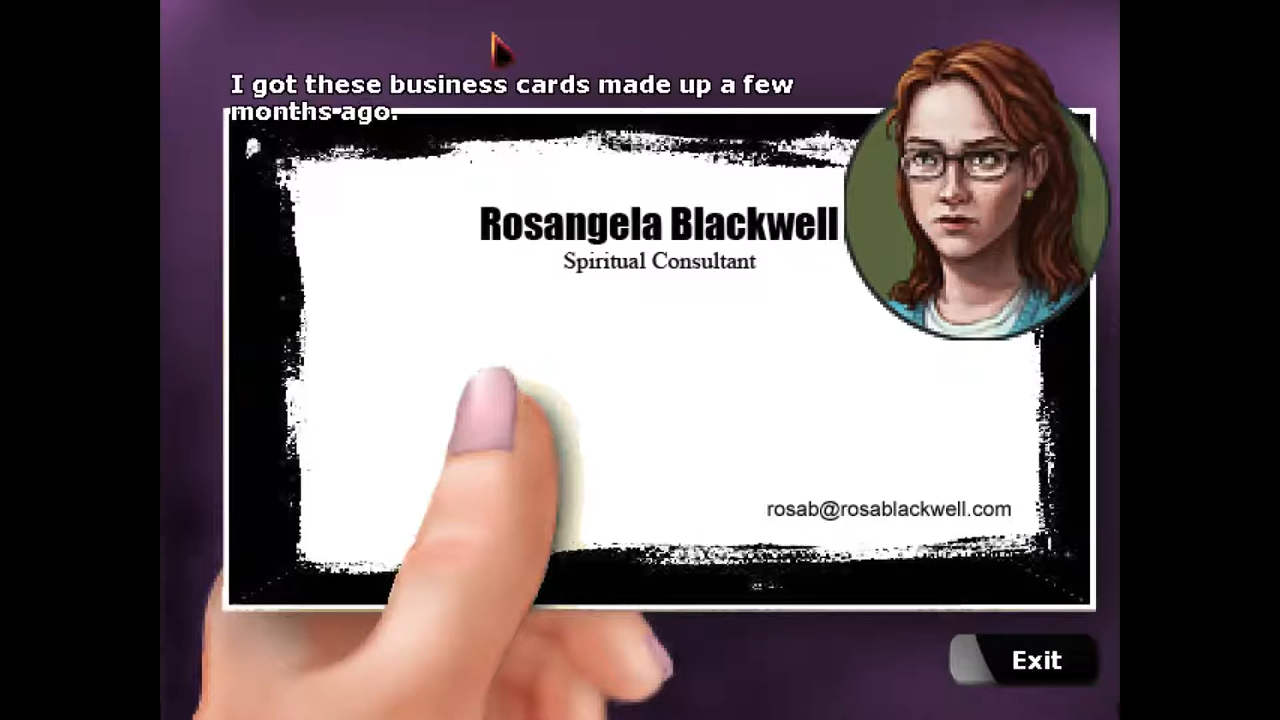 I got these business cards made up a few
months ago.
Rosangela Blackwell
Spiritual Consultant
rosab@rosablackwell.com
Exit